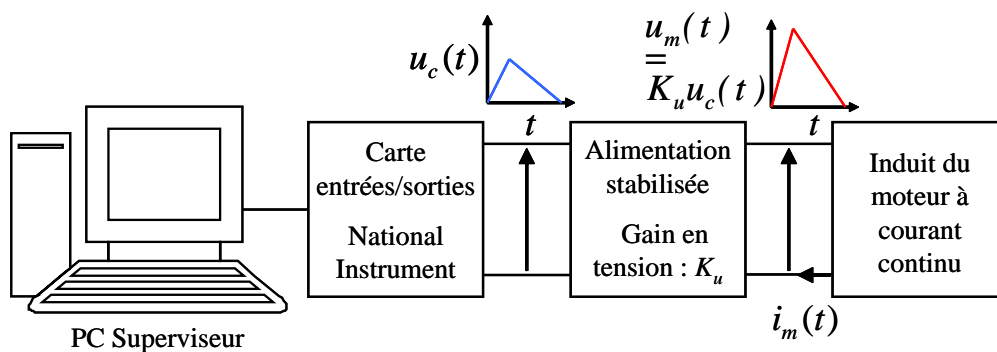 u_c(t)
t
u_m(t)
=
K_u u_c(t)
t
Carte
entrées/sorties
National
Instrument
Alimentation
stabilisée
Gain en
tension : K_u
Induit du
moteur à
courant
continu
i_m(t)
PC Superviseur